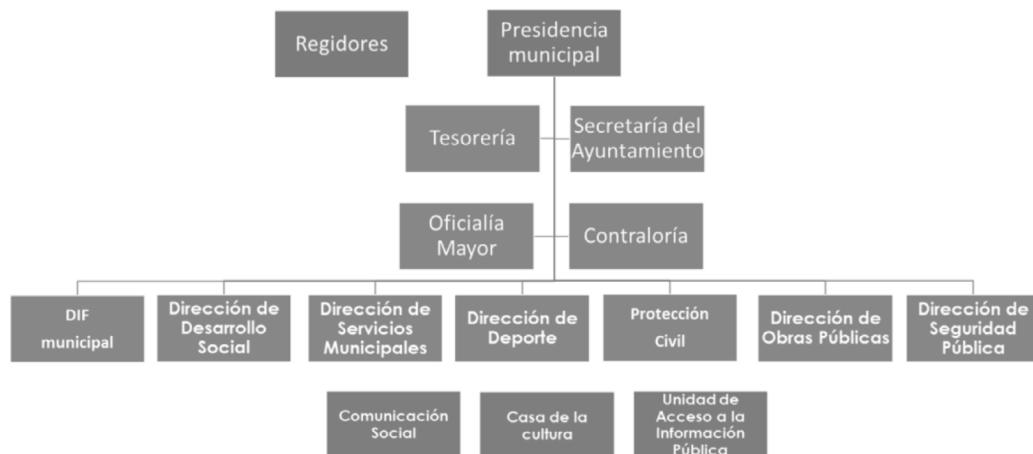 Regidores
Presidencia
municipal
Tesorería
Secretaría del
Ayuntamiento
Oficialía
Mayor
Contraloría
DIF
municipal
Dirección de
Desarrollo
Social
Dirección de
Servicios
Municipales
Dirección de
Deporte
Protección
Civil
Dirección de
Obras Públicas
Dirección de
Seguridad
Pública
Comunicación
Social
Casa de la
cultura
Unidad de
Acceso a la
Información
Pública